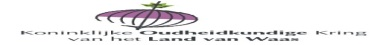 Koninklijke Oudheidkundige Kring
van het Land van Waas